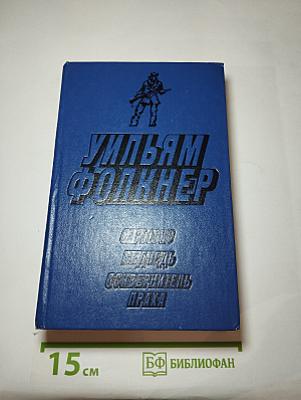 УИЛЬЯМ
ФОЛКНЕР
САРТОРИС
МЕДВЕДЬ
ОСКВЕРНИТЕЛЬ
ПРАХА
15 см
БФ БИБЛИОФАН